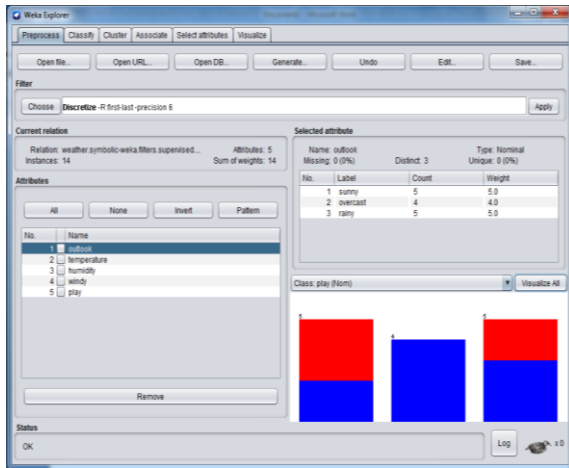 Weka Explorer
Preprocess Classify Cluster Associate Select attributes Visualize
Open file... Open URL... Open DB... Generate... Undo Edit... Save...
Filter
Choose Discretize -R first-last -precision 6 Apply
Current relation
Relation: weather.symbolic-weka.filters.supervised... Attributes: 5
Instances: 14 Sum of weights: 14
Attributes
All None Invert Pattern
No. Name
1 outlook
2 temperature
3 humidity
4 windy
5 play
Remove
Selected attribute
Name: outlook Type: Nominal
Missing: 0 (0%) Distinct: 3 Unique: 0 (0%)
No. Label Count Weight
1 sunny 5 5.0
2 overcast 4 4.0
3 rainy 5 5.0
Class: play (Nom) Visualize All
5 4 5
Status
OK Log x 0